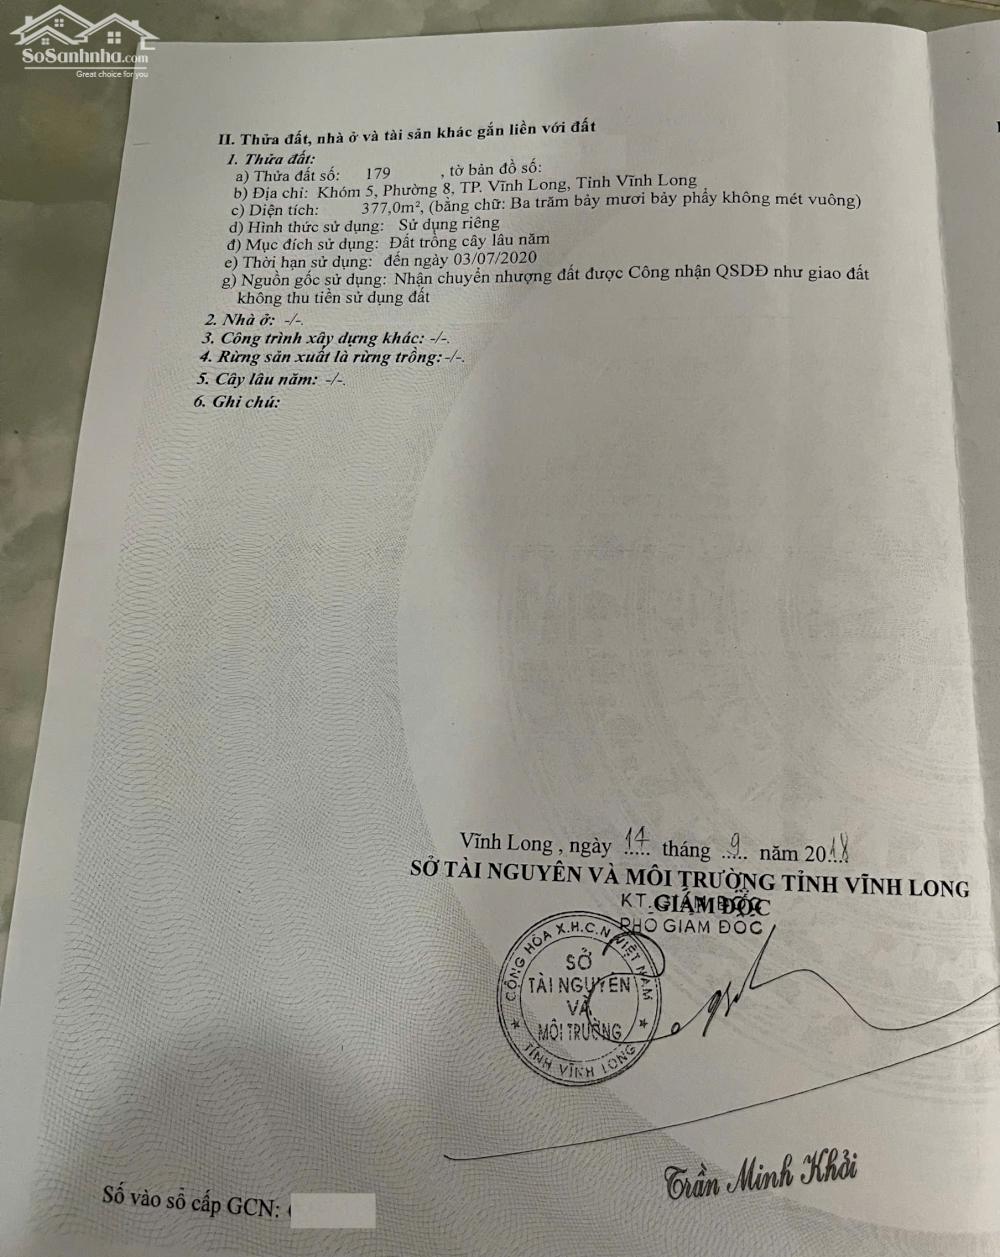 SoSanhnha.com
Great choice for you
II. Thửa đất, nhà ở và tài sản khác gắn liền với đất
1. Thửa đất:
a) Thửa đất số: 179 , tờ bản đồ số:
b) Địa chỉ: Khóm 5, Phường 8, TP. Vĩnh Long, Tỉnh Vĩnh Long
c) Diện tích: 377,0m², (bằng chữ: Ba trăm bảy mươi bảy phẩy không mét vuông)
d) Hình thức sử dụng: Sử dụng riêng
đ) Mục đích sử dụng: Đất trồng cây lâu năm
e) Thời hạn sử dụng: đến ngày 03/07/2020
g) Nguồn gốc sử dụng: Nhận chuyển nhượng đất được Công nhận QSDĐ như giao đất
không thu tiền sử dụng đất
2. Nhà ở: -/-.
3. Công trình xây dựng khác: -/-.
4. Rừng sản xuất là rừng trồng: -/-.
5. Cây lâu năm: -/-.
6. Ghi chú:
Vĩnh Long , ngày 14 tháng 9 năm 2018
SỞ TÀI NGUYÊN VÀ MÔI TRƯỜNG TỈNH VĨNH LONG
KT. GIÁM ĐỐC
GIÁM ĐỐC
PHÓ GIÁM ĐỐC
CỘNG HÒA X.H.C.N VIỆT NAM
SỞ
TÀI NGUYÊN
VÀ
MÔI TRƯỜNG
TỈNH VĨNH LONG
Trần Minh Khởi
Số vào sổ cấp GCN: